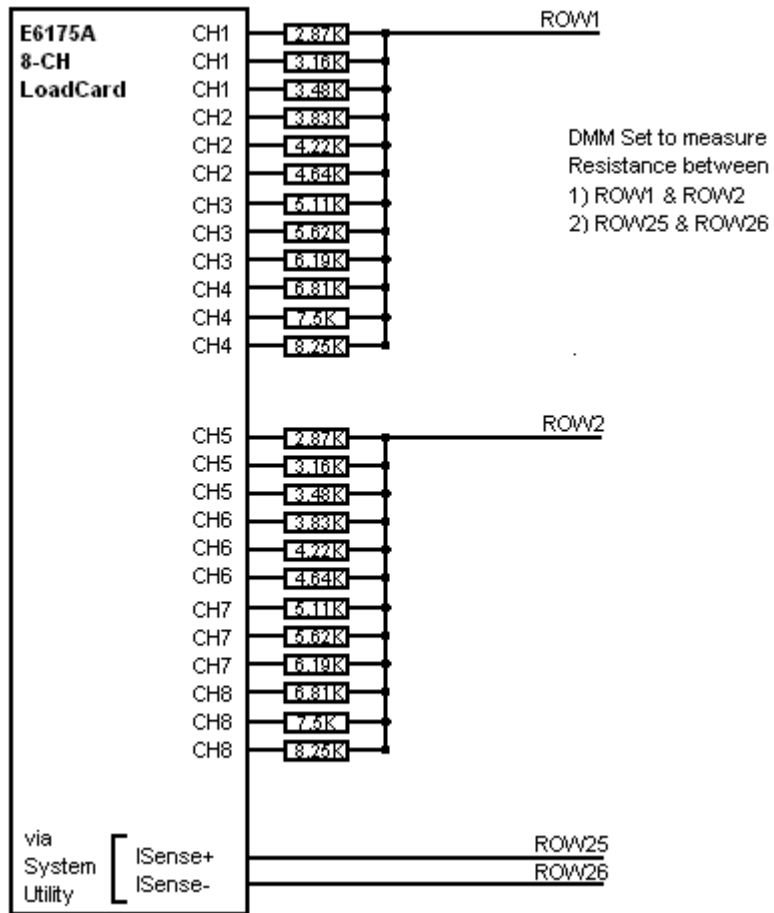 E6175A
8-CH
LoadCard
CH1 2.87K ROW1
CH1 3.16K
CH1 3.48K
CH2 3.83K
CH2 4.22K
CH2 4.64K
CH3 5.11K
CH3 5.62K
CH3 6.19K
CH4 6.81K
CH4 7.5K
CH4 8.25K
DMM Set to measure
Resistance between
1) ROW1 & ROW2
2) ROW25 & ROW26
CH5 2.87K ROW2
CH5 3.16K
CH5 3.48K
CH6 3.83K
CH6 4.22K
CH6 4.64K
CH7 5.11K
CH7 5.62K
CH7 6.19K
CH8 6.81K
CH8 7.5K
CH8 8.25K
via
System
Utility
ISense+ ROW25
ISense- ROW26